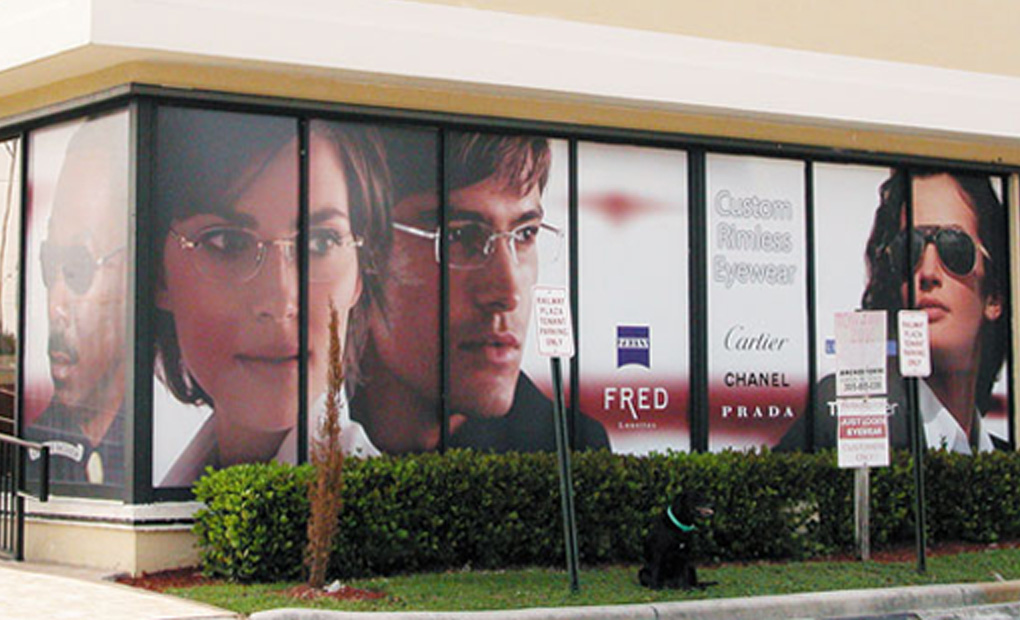 RAILWAY
PLAZA
TENANT
PARKING
ONLY
ZEISS
FRED
Lunettes
Custom
Rimless
Eyewear
Cartier
CHANEL
PRADA
JUST LOOK
EYEWEAR
CUSTOMERS
ONLY
RAILWAY
PLAZA
TENANT
PARKING
ONLY